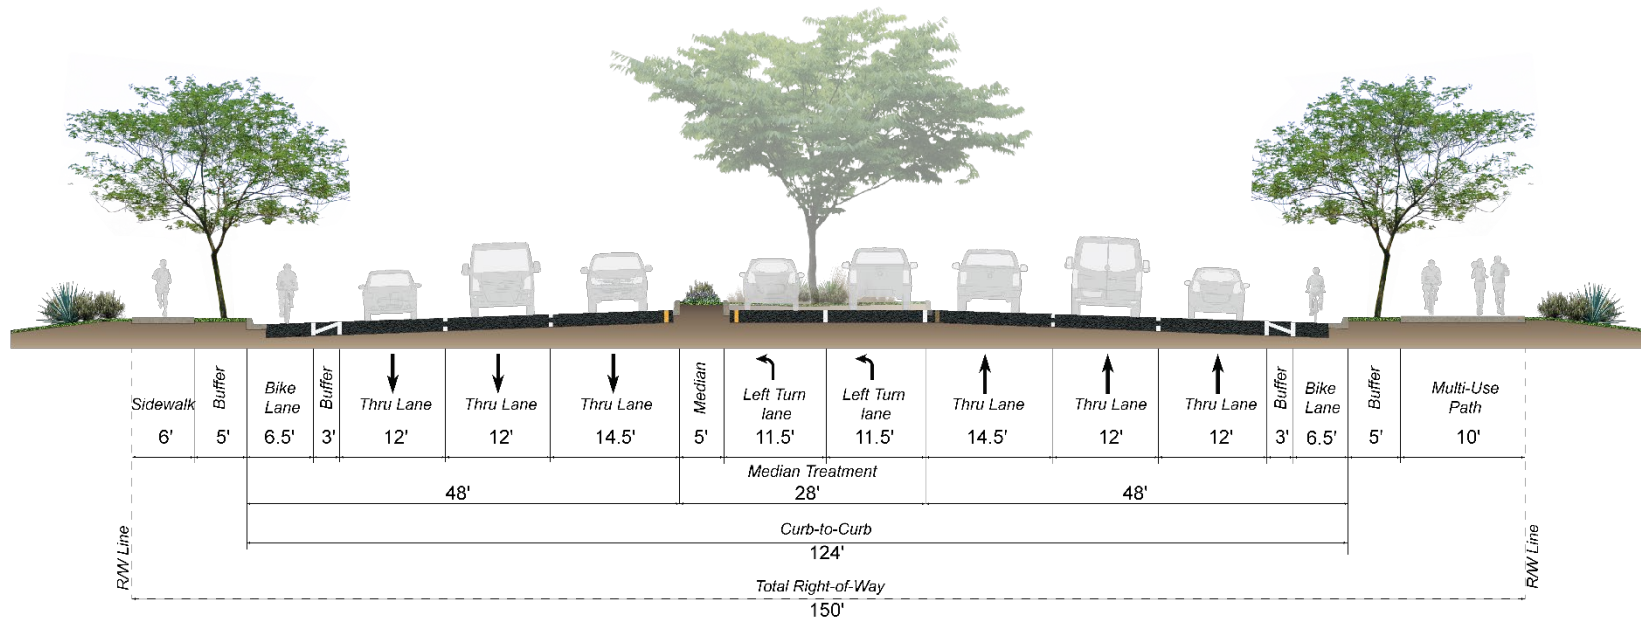 Sidewalk
6'
Buffer
5'
Bike
Lane
6.5'
Buffer
3'
Thru Lane
12'
Thru Lane
12'
Thru Lane
14.5'
Median
5'
Left Turn
lane
11.5'
Left Turn
lane
11.5'
Thru Lane
14.5'
Thru Lane
12'
Thru Lane
12'
Buffer
3'
Bike
Lane
6.5'
Buffer
5'
Multi-Use
Path
10'
Median Treatment
48'
28'
48'
Curb-to-Curb
124'
R/W Line
R/W Line
Total Right-of-Way
150'